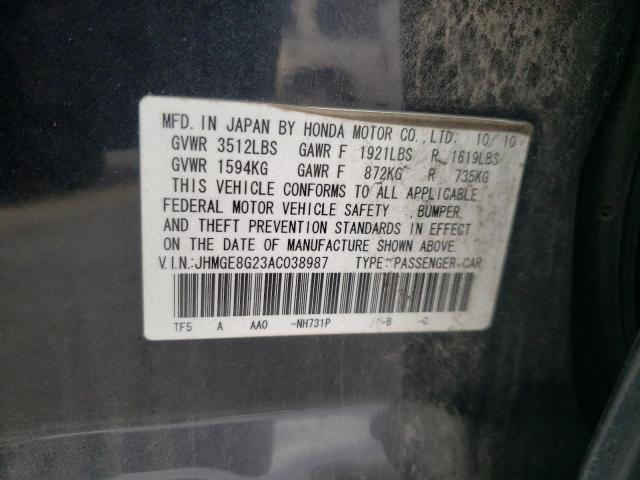 MFD. IN JAPAN BY HONDA MOTOR CO., LTD. 10/10
GVWR 3512LBS GAWR F 1921LBS R 1619LBS
GVWR 1594KG GAWR F 872KG R 735KG
THIS VEHICLE CONFORMS TO ALL APPLICABLE
FEDERAL MOTOR VEHICLE SAFETY , BUMPER,
AND THEFT PREVENTION STANDARDS IN EFFECT
ON THE DATE OF MANUFACTURE SHOWN ABOVE.
V.I.N.:JHMGE8G23AC038987 TYPE:PASSENGER-CAR
TF5 A AAO -NH731P -B -C